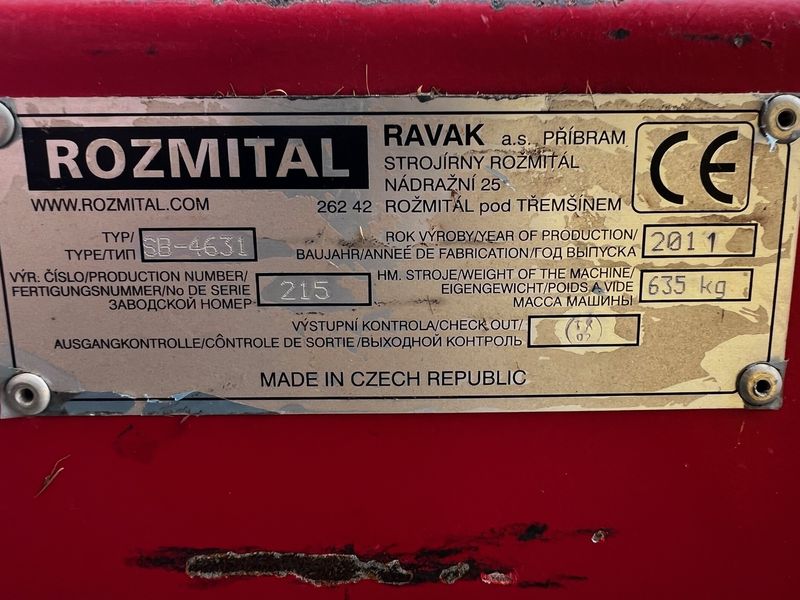 ROZMITAL
WWW.ROZMITAL.COM
RAVAK a.s., PŘÍBRAM
STROJÍRNY ROŽMITÁL
NÁDRAŽNÍ 25
262 42 ROŽMITÁL pod TŘEMŠÍNEM
CE
TYP/
TYPE/ТИП SB-4631
ROK VÝROBY/YEAR OF PRODUCTION/
BAUJAHR/ANNEÉ DE FABRICATION/ГОД ВЫПУСКА 2011
VÝR. ČÍSLO/PRODUCTION NUMBER/
FERTIGUNGSNUMMER/No DE SERIE
ЗАВОДСКОЙ НОМЕР 215
HM. STROJE/WEIGHT OF THE MACHINE/
EIGENGEWICHT/POIDS A VIDE
МАССА МАШИНЫ 635 kg
VÝSTUPNÍ KONTROLA/CHECK OUT/
AUSGANGKONTROLLE/CÔNTROLE DE SORTIE/ВЫХОДНОЙ КОНТРОЛЬ
MADE IN CZECH REPUBLIC